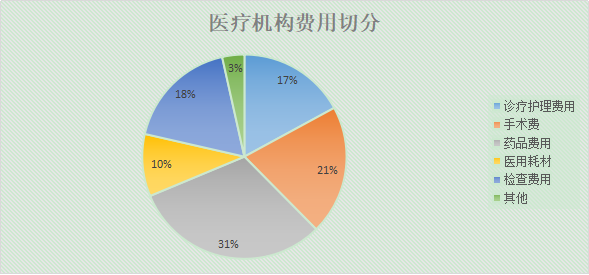 医疗机构费用切分
3%
17%
18%
10%
21%
31%
诊疗护理费用
手术费
药品费用
医用耗材
检查费用
其他